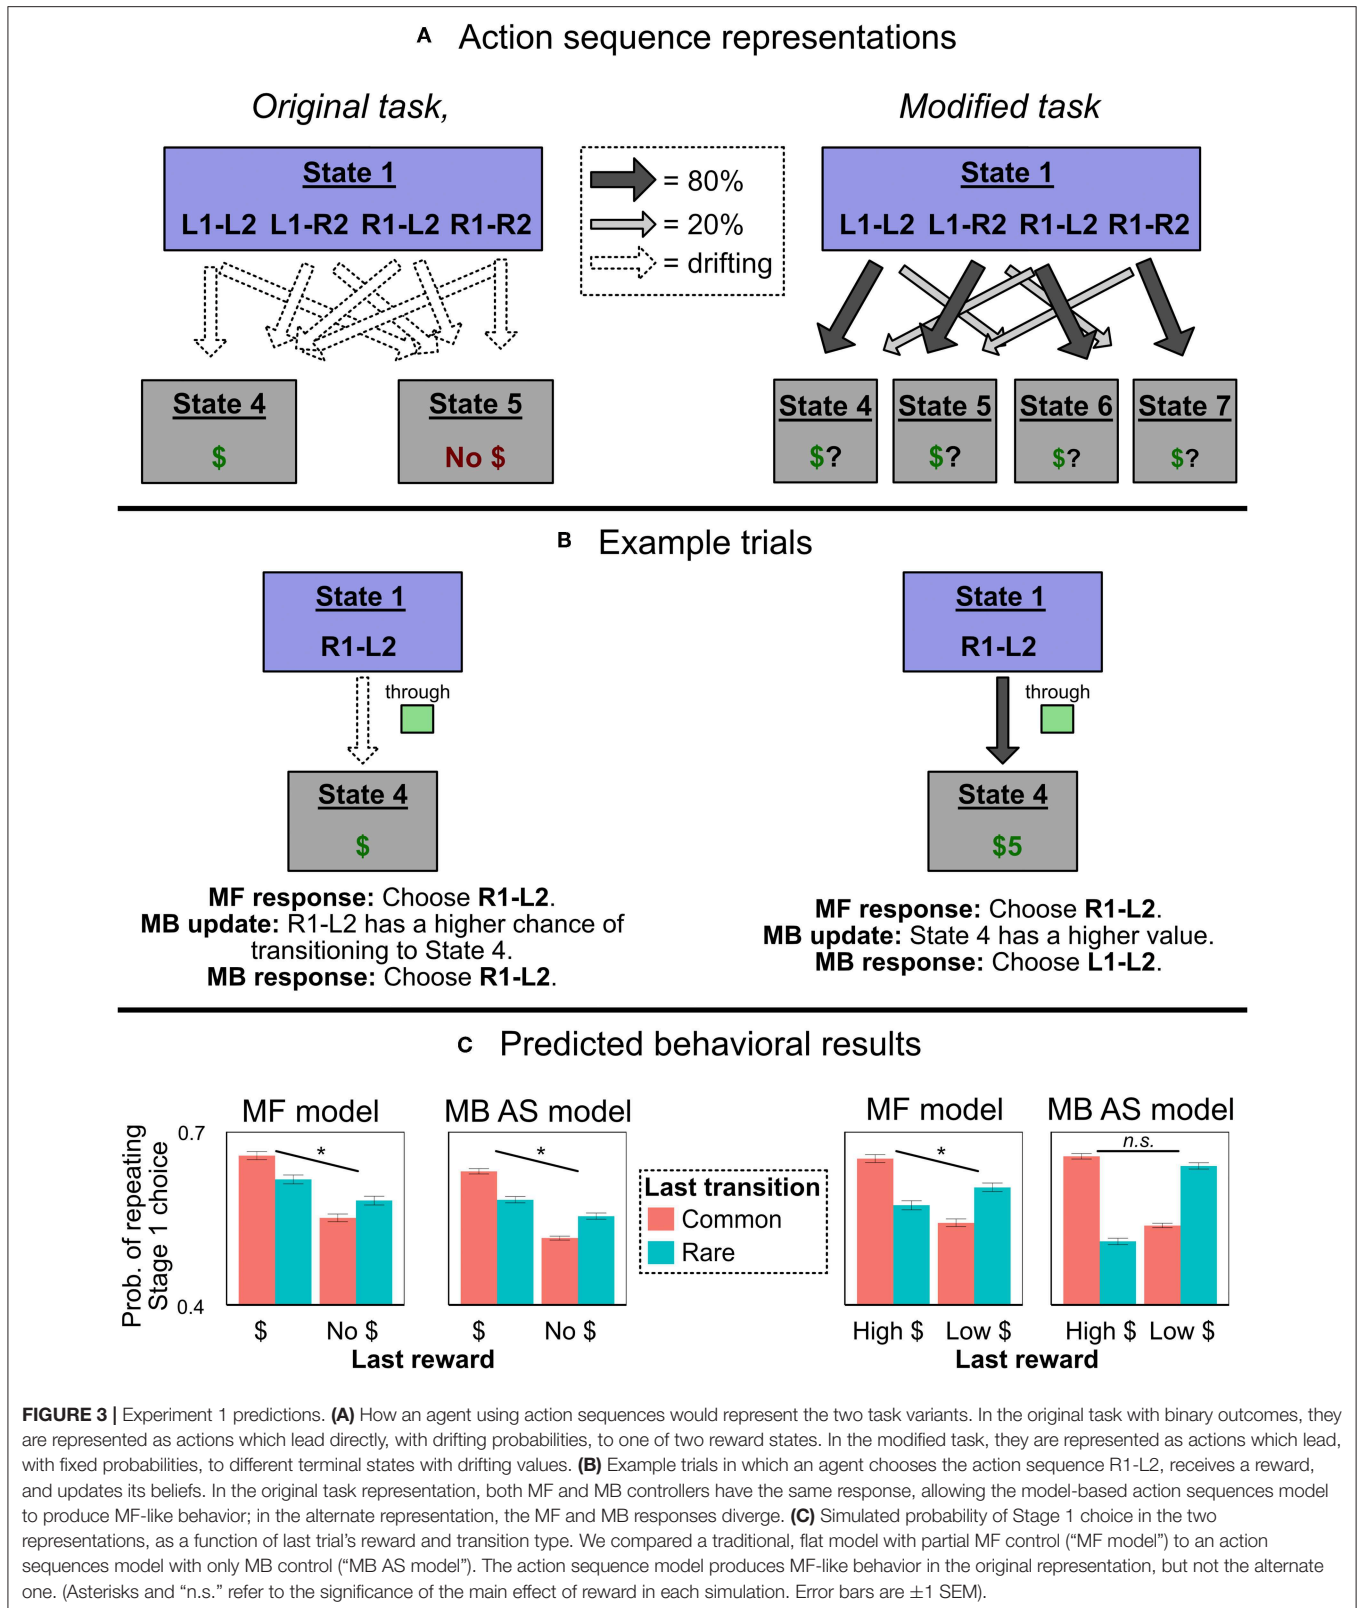 A Action sequence representations
Original task,
Modified task
State 1
L1-L2 L1-R2 R1-L2 R1-R2
= 80%
= 20%
= drifting
State 1
L1-L2 L1-R2 R1-L2 R1-R2
State 4
$
State 5
No $
State 4
$?
State 5
$?
State 6
$?
State 7
$?
B Example trials
State 1
R1-L2
through
State 4
$
MF response: Choose R1-L2.
MB update: R1-L2 has a higher chance of
transitioning to State 4.
MB response: Choose R1-L2.
State 1
R1-L2
through
State 4
$5
MF response: Choose R1-L2.
MB update: State 4 has a higher value.
MB response: Choose L1-L2.
C Predicted behavioral results
Prob. of repeating
Stage 1 choice
0.7
0.4
MF model
*
$ No $
MB AS model
*
$ No $
Last reward
Last transition
Common
Rare
MF model
*
High $ Low $
MB AS model
n.s.
High $ Low $
Last reward
FIGURE 3 | Experiment 1 predictions. (A) How an agent using action sequences would represent the two task variants. In the original task with binary outcomes, they
are represented as actions which lead directly, with drifting probabilities, to one of two reward states. In the modified task, they are represented as actions which lead,
with fixed probabilities, to different terminal states with drifting values. (B) Example trials in which an agent chooses the action sequence R1-L2, receives a reward,
and updates its beliefs. In the original task representation, both MF and MB controllers have the same response, allowing the model-based action sequences model
to produce MF-like behavior; in the alternate representation, the MF and MB responses diverge. (C) Simulated probability of Stage 1 choice in the two
representations, as a function of last trial's reward and transition type. We compared a traditional, flat model with partial MF control ("MF model") to an action
sequences model with only MB control ("MB AS model"). The action sequence model produces MF-like behavior in the original representation, but not the alternate
one. (Asterisks and "n.s." refer to the significance of the main effect of reward in each simulation. Error bars are ±1 SEM).